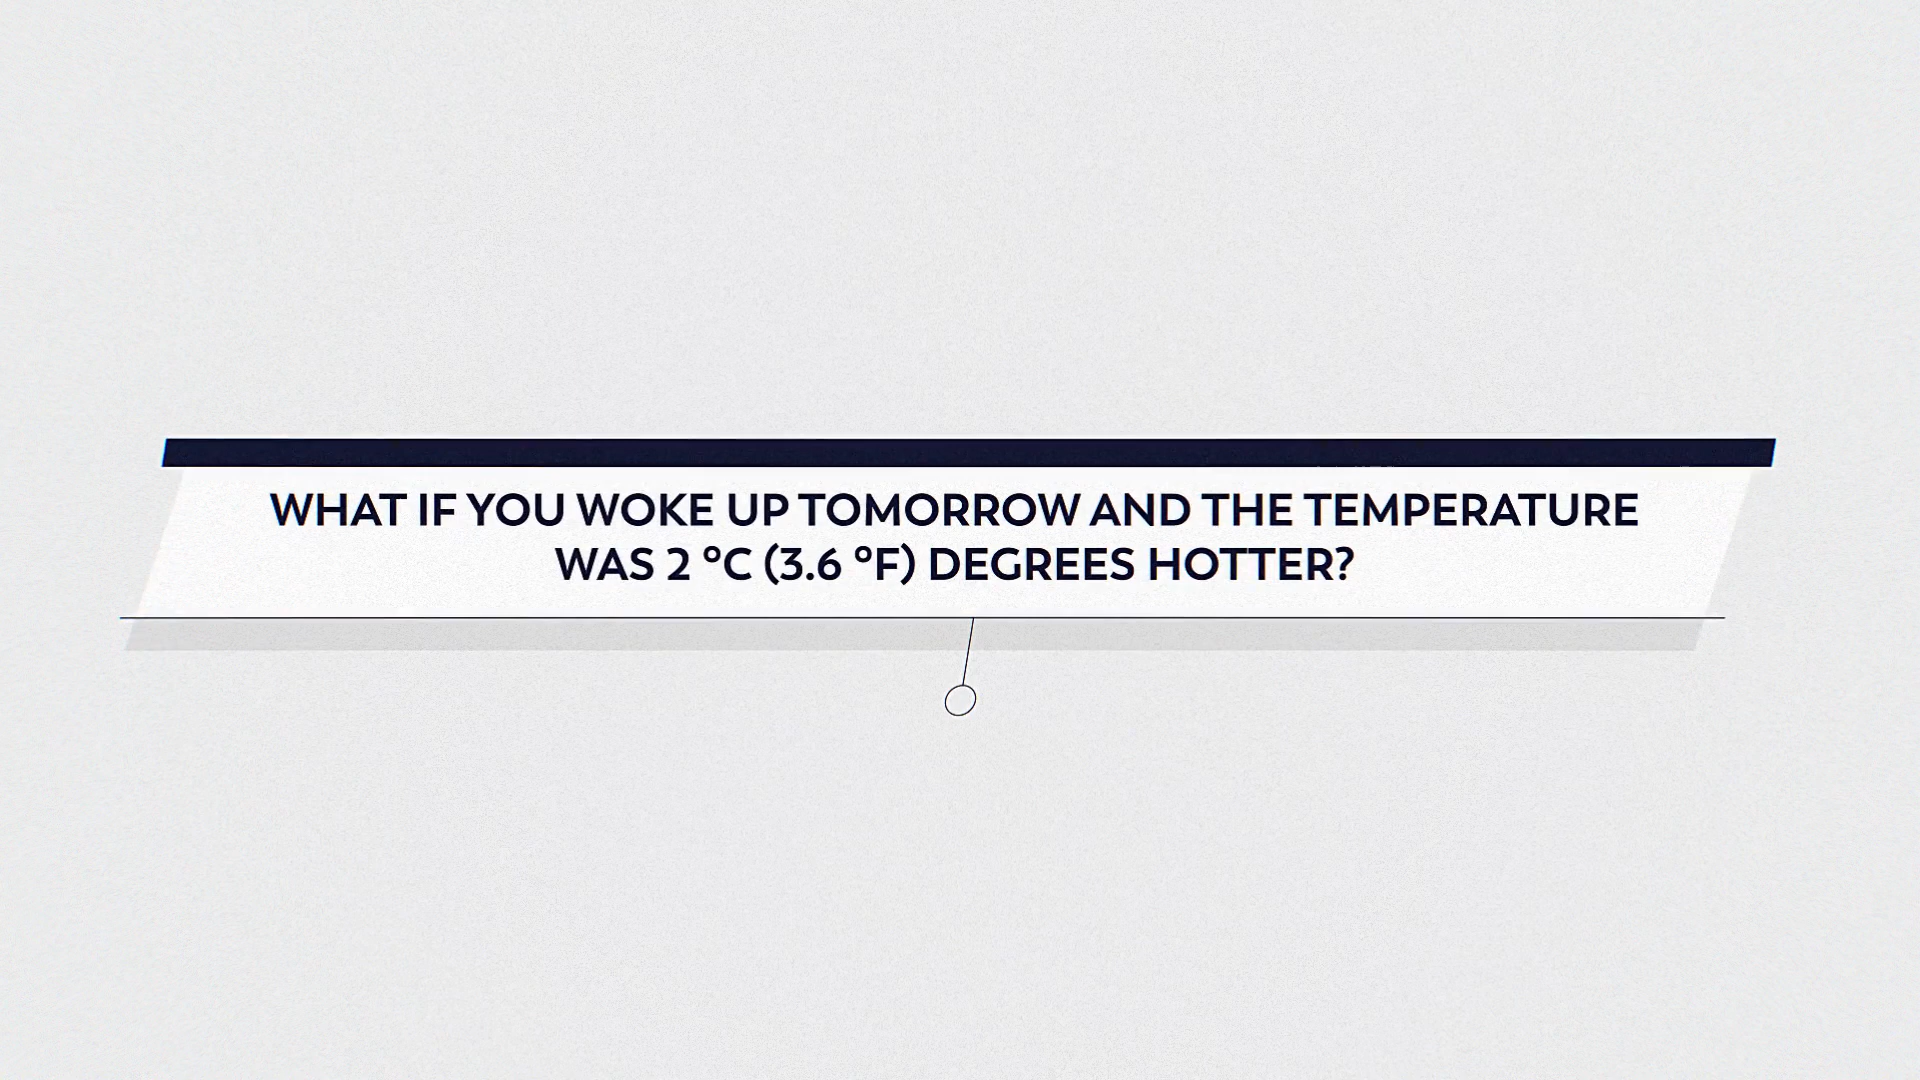 WHAT IF YOU WOKE UP TOMORROW AND THE TEMPERATURE
WAS 2 °C (3.6 °F) DEGREES HOTTER?